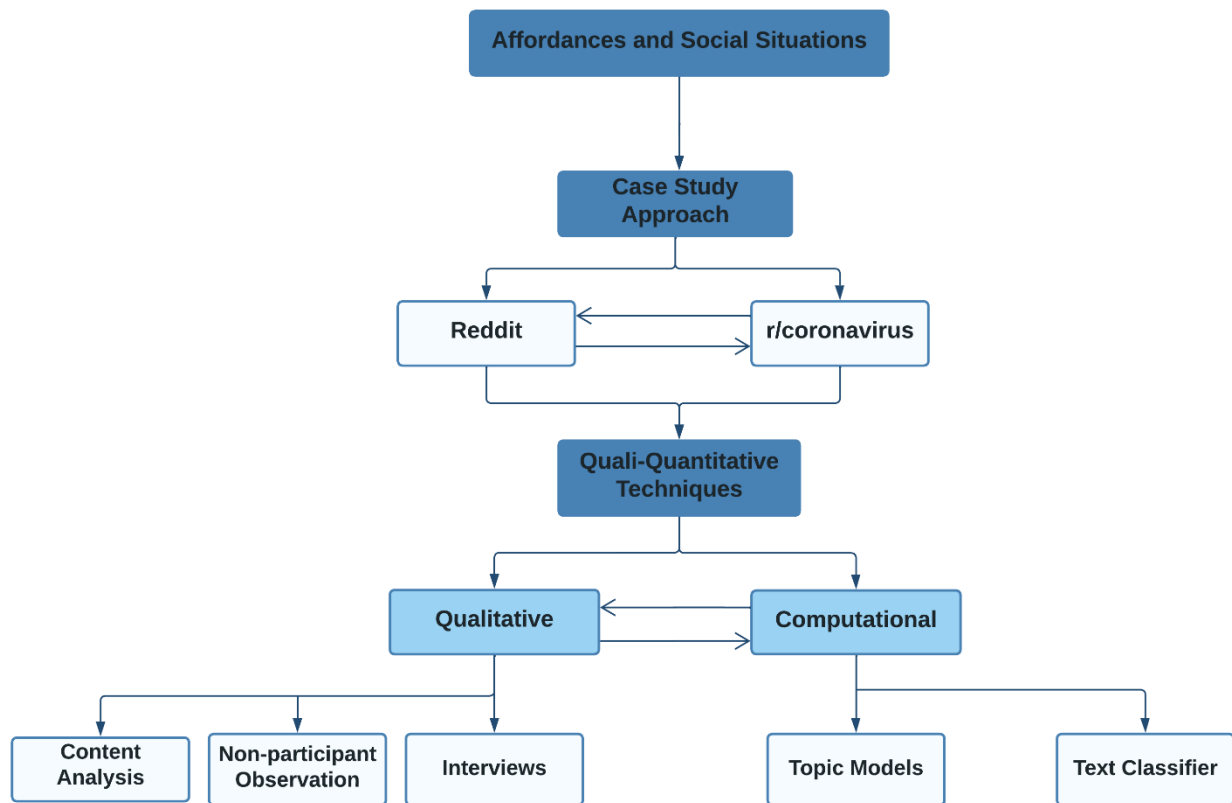 Affordances and Social Situations
Case Study
Approach
Reddit
r/coronavirus
Quali-Quantitative
Techniques
Qualitative
Computational
Content
Analysis
Non-participant
Observation
Interviews
Topic Models
Text Classifier